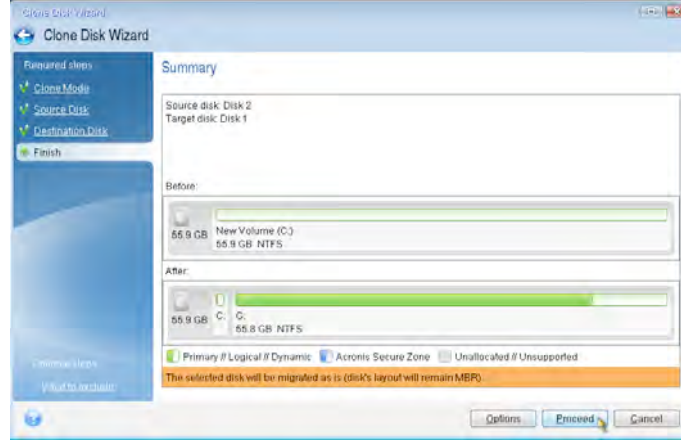 Clone Disk Wizard
Clone Disk Wizard
Required steps:
Clone Mode
Source Disk
Destination Disk
Finish
What to exclude
Summary
Source disk: Disk 2
Target disk: Disk 1
Before:
55.9 GB
New Volume (C:)
55.9 GB NTFS
After:
55.9 GB
C:
G:
55.8 GB NTFS
Primary // Logical // Dynamic
Acronis Secure Zone
Unallocated // Unsupported
The selected disk will be migrated as is (disk's layout will remain MBR).
Options
Proceed
Cancel